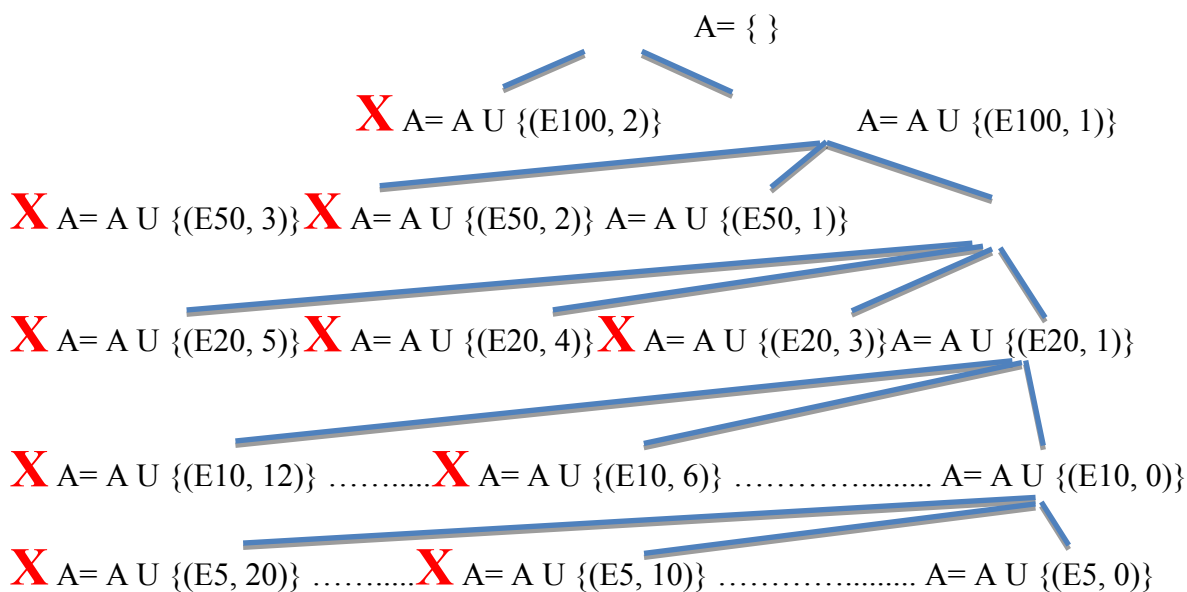 A= { }
X A= A U {(E100, 2)} A= A U {(E100, 1)}
X A= A U {(E50, 3)} X A= A U {(E50, 2)} A= A U {(E50, 1)}
X A= A U {(E20, 5)} X A= A U {(E20, 4)} X A= A U {(E20, 3)} A= A U {(E20, 1)}
X A= A U {(E10, 12)} ……..... X A= A U {(E10, 6)} …………......... A= A U {(E10, 0)}
X A= A U {(E5, 20)} ……..... X A= A U {(E5, 10)} …………......... A= A U {(E5, 0)}